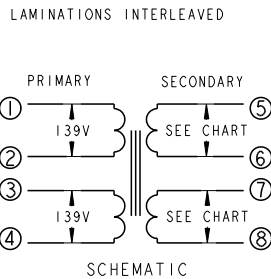 LAMINATIONS INTERLEAVED
PRIMARY SECONDARY
1 5
139V SEE CHART
2 6
3 7
139V SEE CHART
4 8
SCHEMATIC